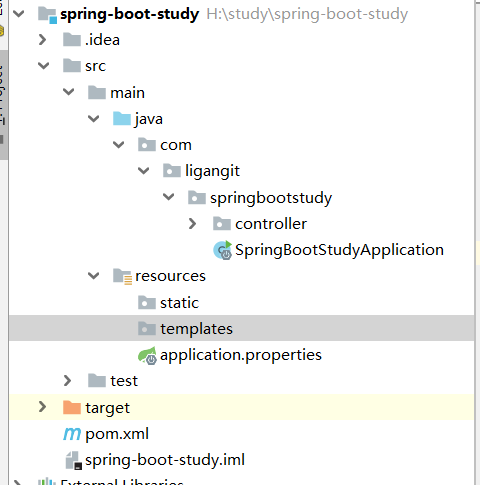 spring-boot-study H:\study\spring-boot-study
.idea
src
main
java
com
ligangit
springbootstudy
controller
SpringBootStudyApplication
resources
static
templates
application.properties
test
target
pom.xml
spring-boot-study.iml
External Libraries